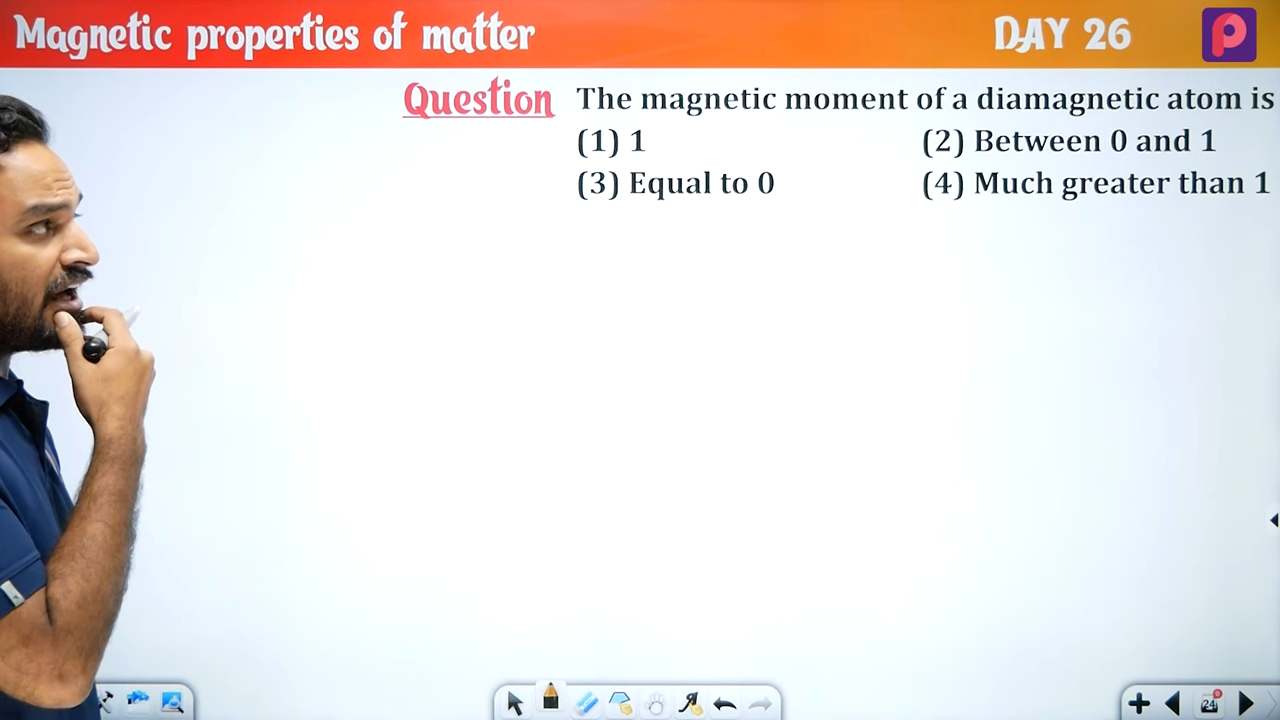 Magnetic properties of matter DAY 26
Question The magnetic moment of a diamagnetic atom is
(1) 1 (2) Between 0 and 1
(3) Equal to 0 (4) Much greater than 1
24